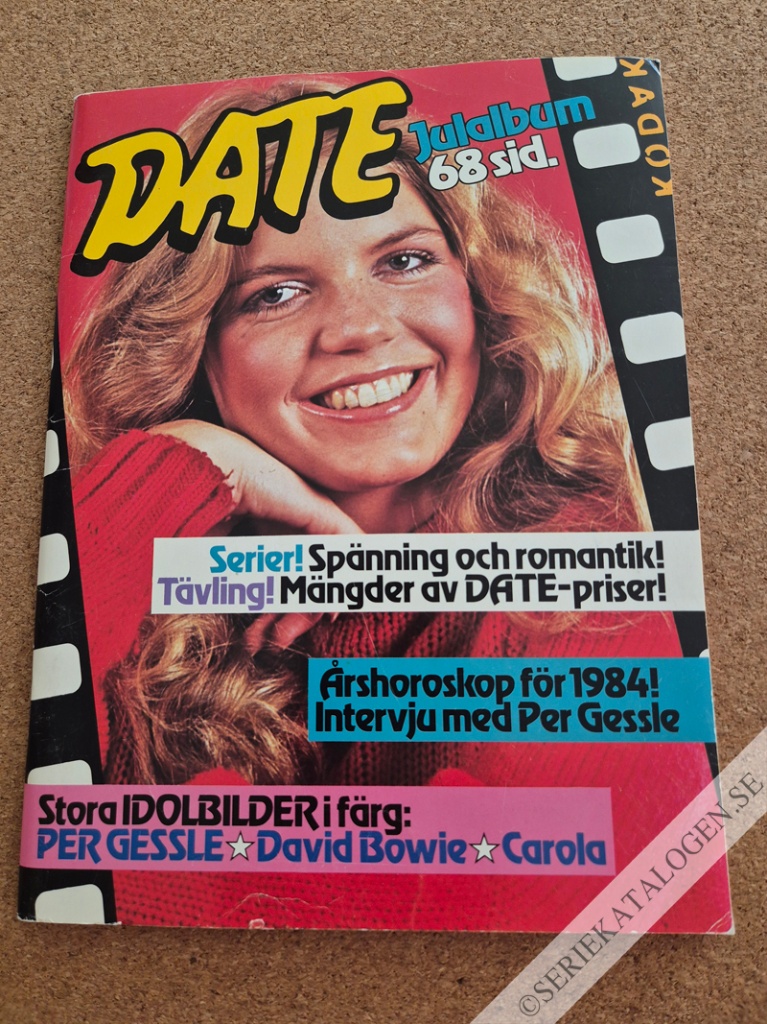 DATE
Julalbum
68 sid.
KODAK
Serier! Spänning och romantik!
Tävling! Mängder av DATE-priser!
Årshoroskop för 1984!
Intervju med Per Gessle
Stora IDOLBILDER i färg:
PER GESSLE☆David Bowie☆Carola
©SERIEKATALOGEN.SE